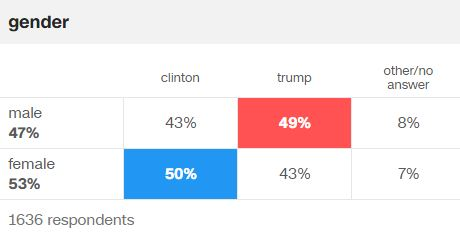 gender
clinton trump other/no answer
male 47% 43% 49% 8%
female 53% 50% 43% 7%
1636 respondents